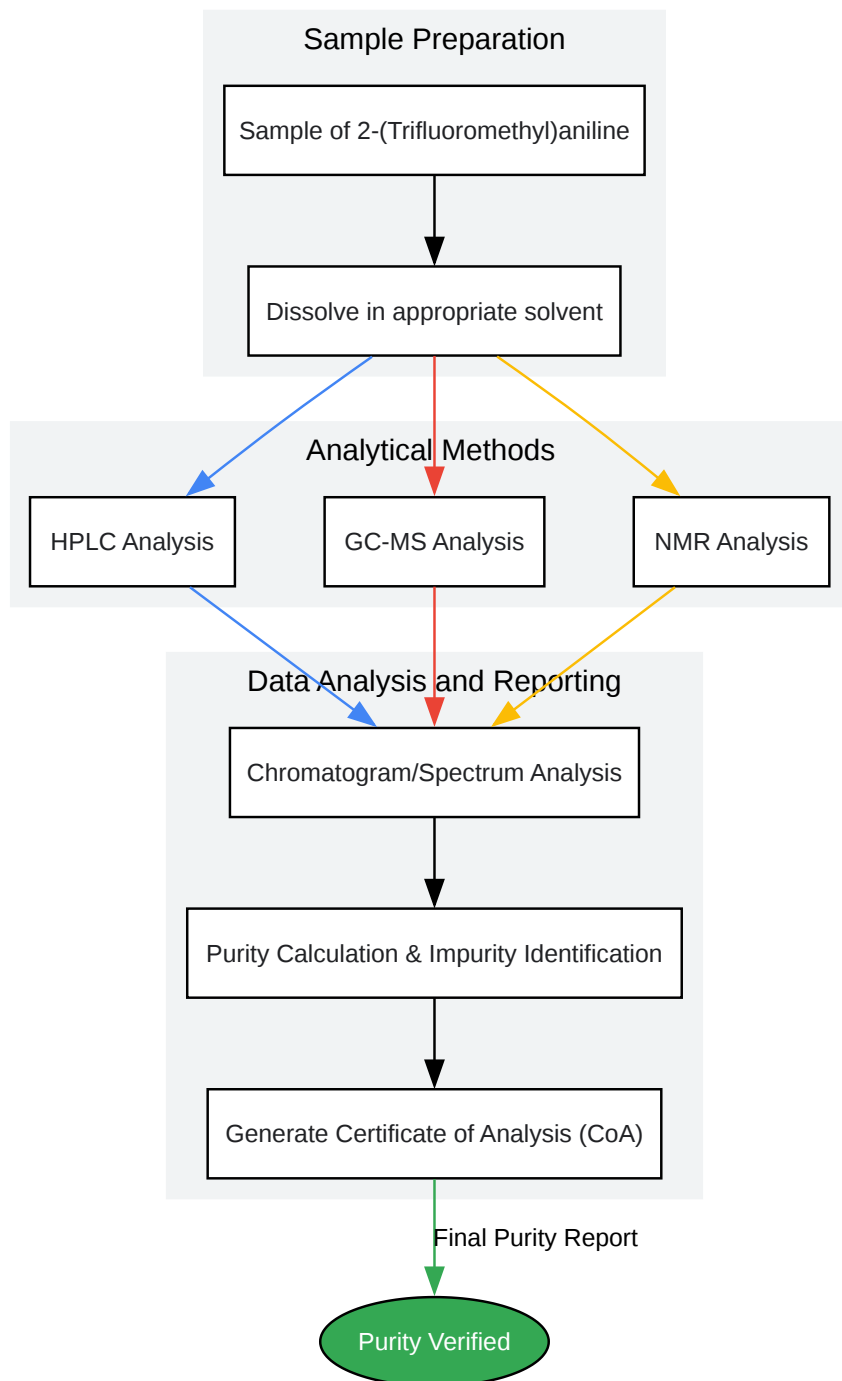 Sample Preparation
Sample of 2-(Trifluoromethyl)aniline
Dissolve in appropriate solvent
Analytical Methods
HPLC Analysis
GC-MS Analysis
NMR Analysis
Data Analysis and Reporting
Chromatogram/Spectrum Analysis
Purity Calculation & Impurity Identification
Generate Certificate of Analysis (CoA)
Final Purity Report
Purity Verified